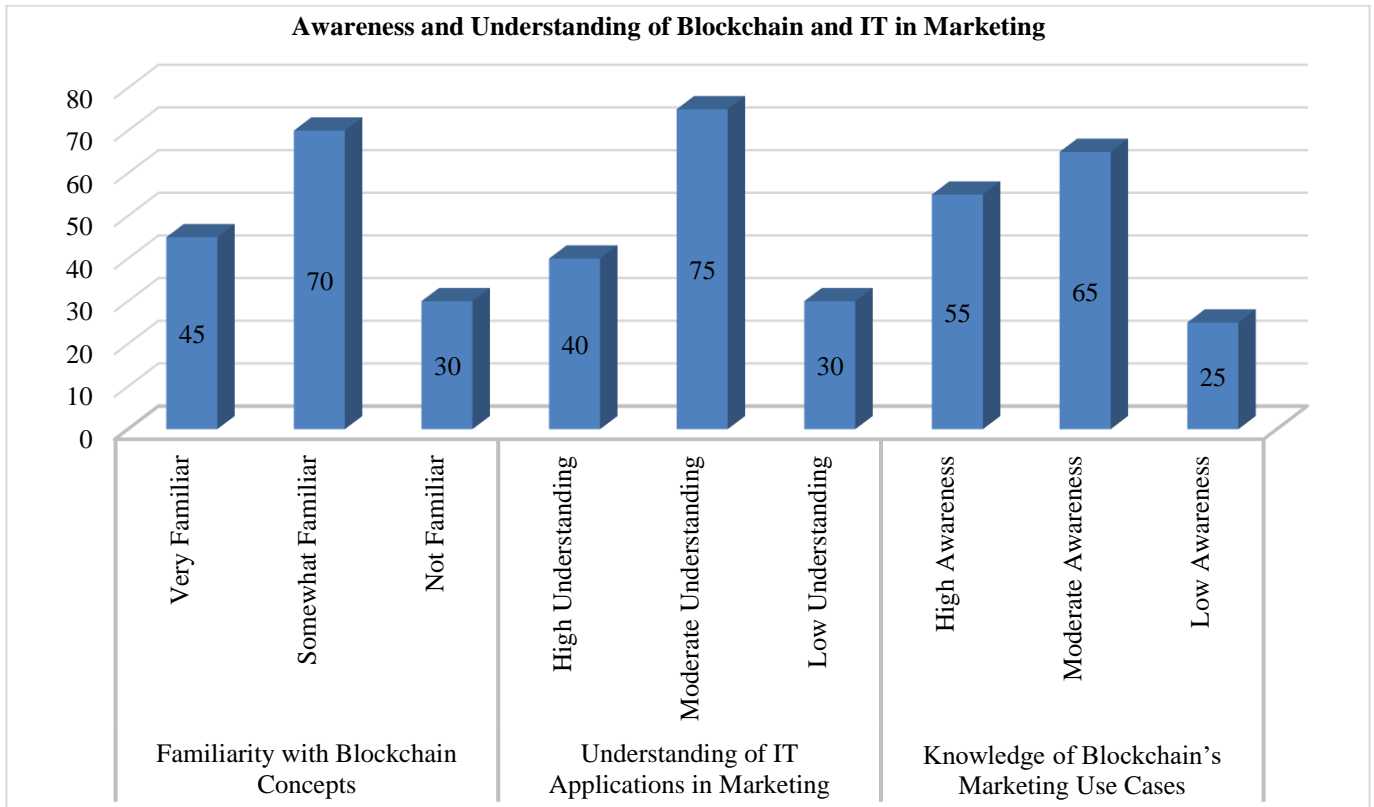 Awareness and Understanding of Blockchain and IT in Marketing
80
70
60
50
40
30
20
10
0
45
70
30
40
75
30
55
65
25
Very Familiar
Somewhat Familiar
Not Familiar
High Understanding
Moderate Understanding
Low Understanding
High Awareness
Moderate Awareness
Low Awareness
Familiarity with Blockchain
Concepts
Understanding of IT
Applications in Marketing
Knowledge of Blockchain’s
Marketing Use Cases